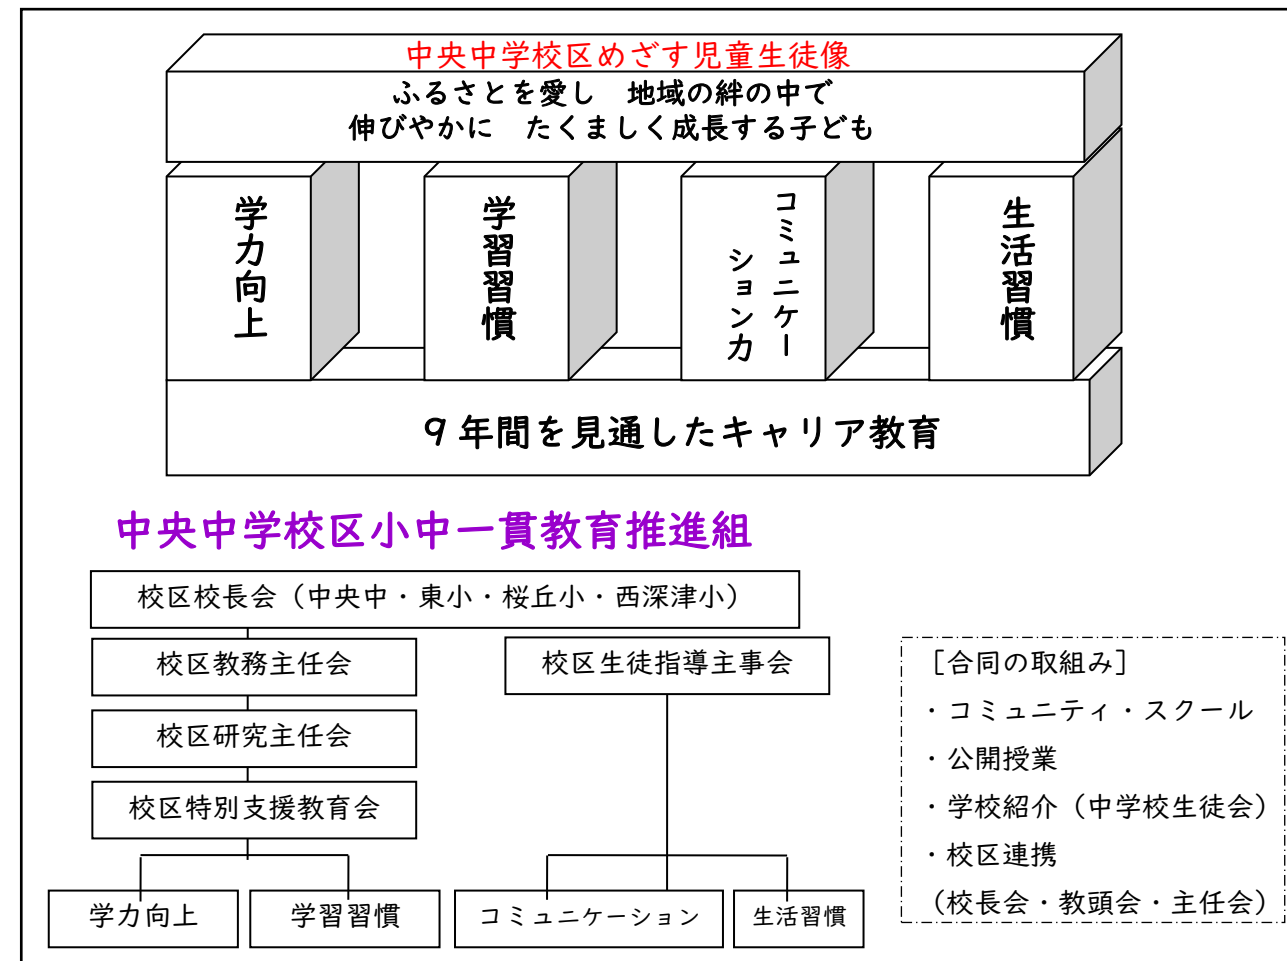 中央中学校区めざす児童生徒像
ふるさとを愛し　地域の絆の中で
伸びやかに　たくましく成長する子ども
学力向上
学習習慣
コミュニケー
ション力
生活習慣
９年間を見通したキャリア教育
中央中学校区小中一貫教育推進組
校区校長会（中央中・東小・桜丘小・西深津小）
校区教務主任会
校区生徒指導主事会
校区研究主任会
校区特別支援教育会
学力向上
学習習慣
コミュニケーション
生活習慣
［合同の取組み］
・コミュニティ・スクール
・公開授業
・学校紹介（中学校生徒会）
・校区連携
（校長会・教頭会・主任会）